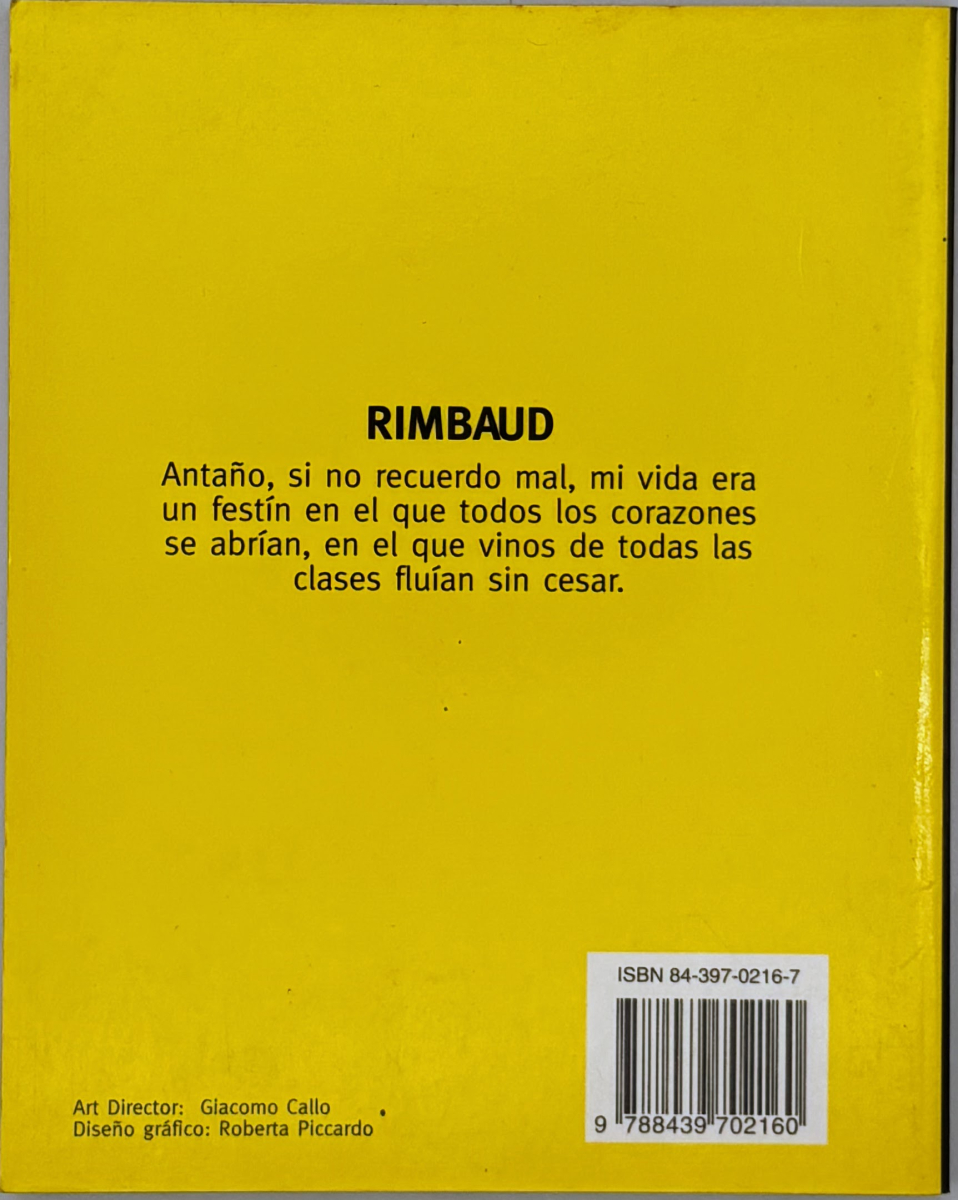 RIMBAUD
Antaño, si no recuerdo mal, mi vida era
un festín en el que todos los corazones
se abrían, en el que vinos de todas las
clases fluían sin cesar.
ISBN 84-397-0216-7
9 788439 702160
Art Director: Giacomo Callo
Diseño gráfico: Roberta Piccardo